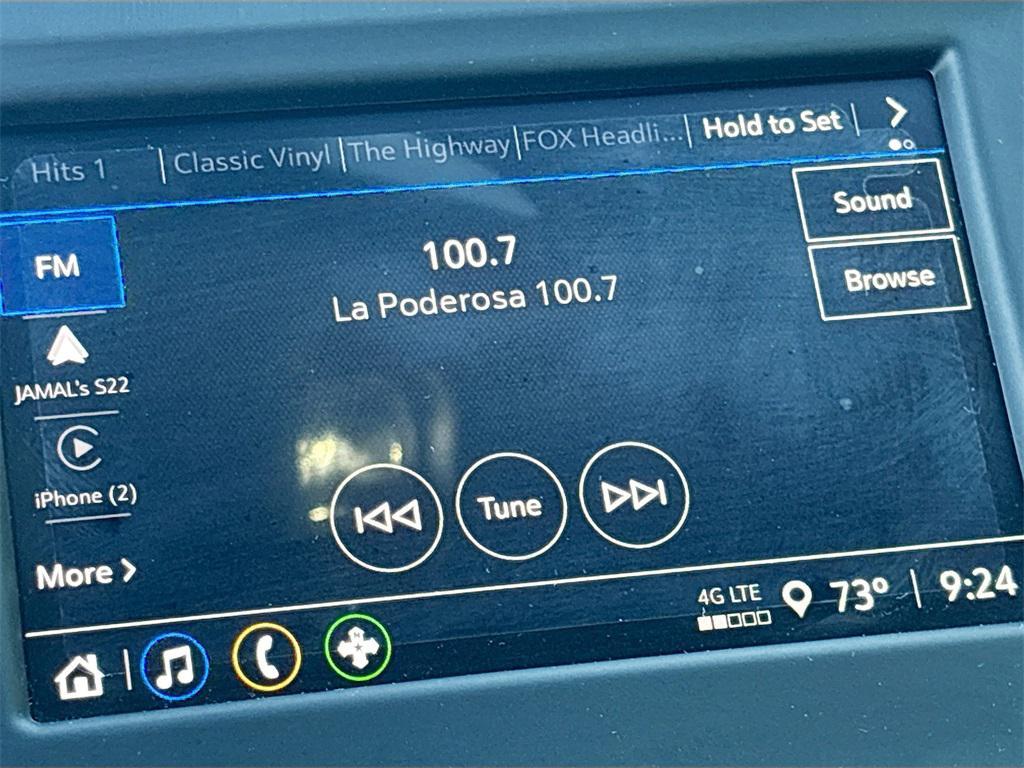 Hits 1
Classic Vinyl
The Highway
FOX Headli...
Hold to Set
Sound
FM
100.7
La Poderosa 100.7
Browse
JAMAL's S22
iPhone (2)
Tune
More
4G LTE
73°
9:24